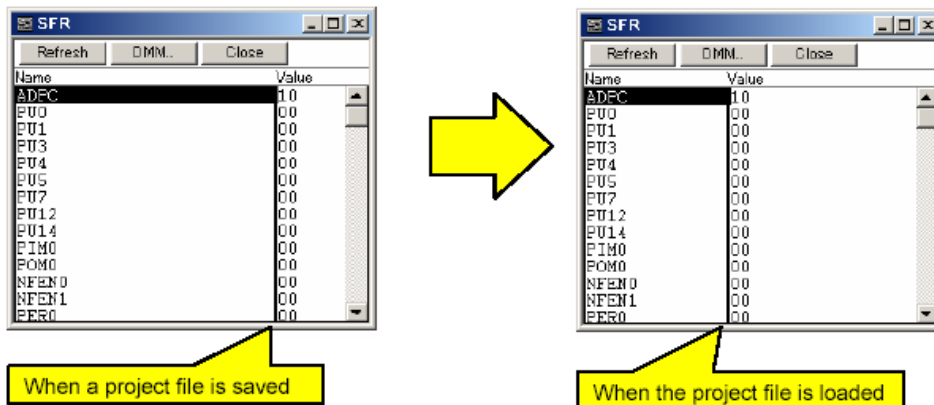 SFR
Refresh DMM... Close
Name Value
ADPC 10
PU0 00
PU1 00
PU3 00
PU4 00
PU5 00
PU7 00
PU12 00
PU14 00
PIM0 00
POM0 00
NFEN0 00
NFEN1 00
PER0 00
When a project file is saved
SFR
Refresh DMM... Close
Name Value
ADPC 10
PU0 00
PU1 00
PU3 00
PU4 00
PU5 00
PU7 00
PU12 00
PU14 00
PIM0 00
POM0 00
NFEN0 00
NFEN1 00
PER0 00
When the project file is loaded